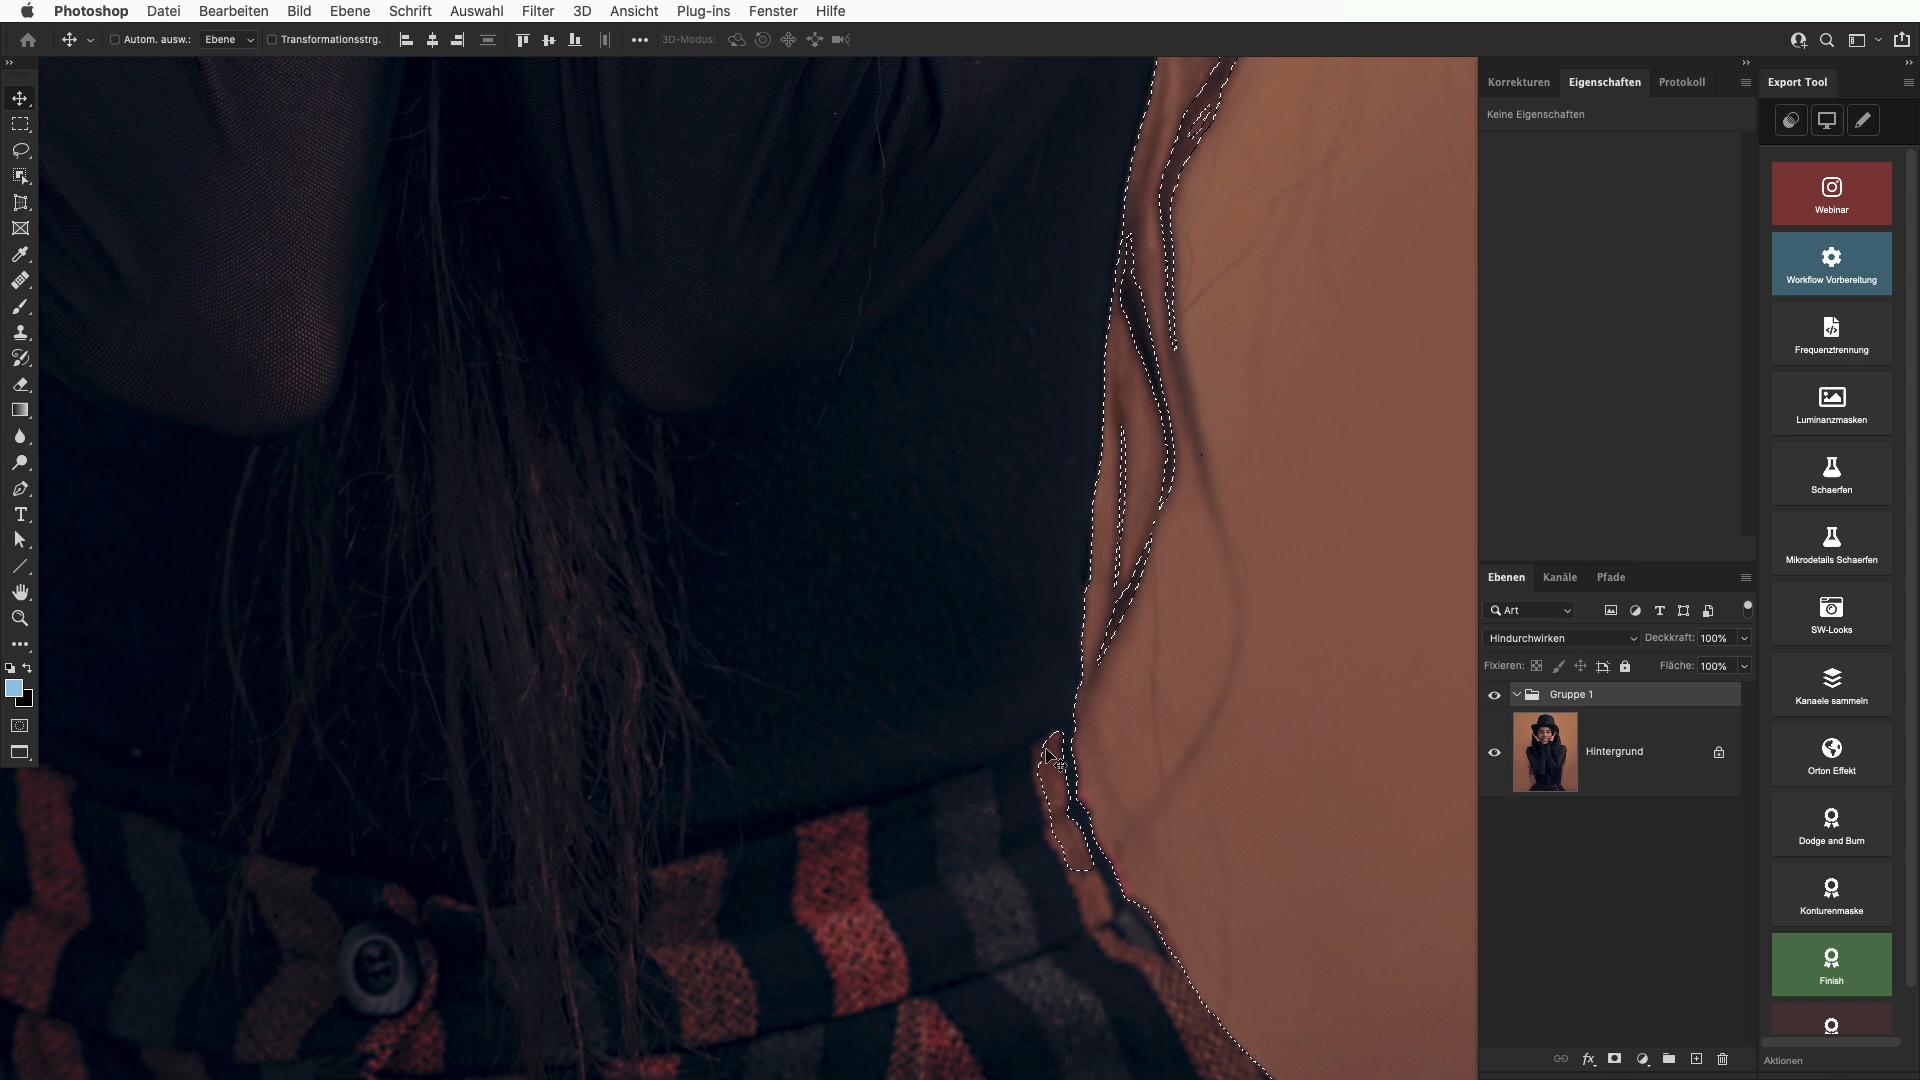 Photoshop Datei Bearbeiten Bild Ebene Schrift Auswahl Filter 3D Ansicht Plug-ins Fenster Hilfe
Autom. ausw.: Ebene Transformationsstrg. 3D-Modus:
Korrekturen Eigenschaften Protokoll
Keine Eigenschaften
Export Tool
Webinar
Workflow Vorbereitung
Frequenztrennung
Luminanzmasken
Schaerfen
Mikrodetails Schaerfen
SW-Looks
Kanaele sammeln
Orton Effekt
Dodge and Burn
Konturenmaske
Finish
Aktionen
Ebenen Kanäle Pfade
Art
Hindurchwirken Deckkraft: 100%
Fixieren: Fläche: 100%
Gruppe 1
Hintergrund
fx